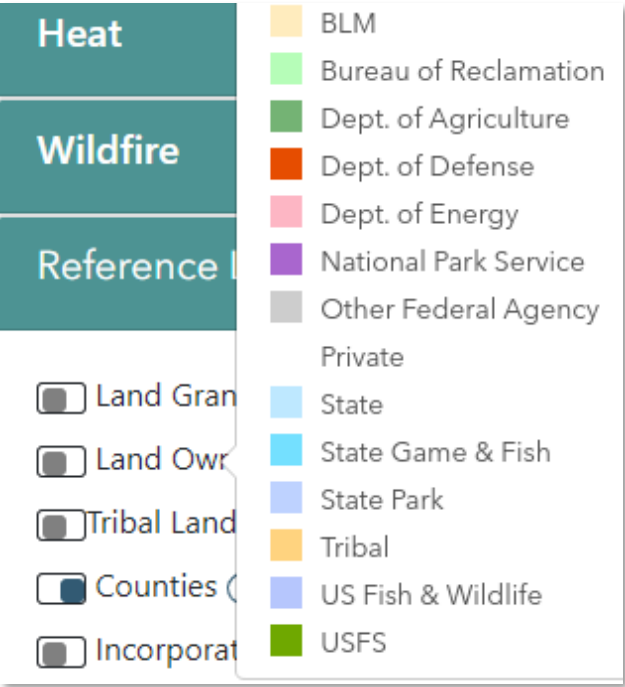 Heat
Wildfire
Reference
Land Gran
Land Own
Tribal Land
Counties
Incorporat
BLM
Bureau of Reclamation
Dept. of Agriculture
Dept. of Defense
Dept. of Energy
National Park Service
Other Federal Agency
Private
State
State Game & Fish
State Park
Tribal
US Fish & Wildlife
USFS